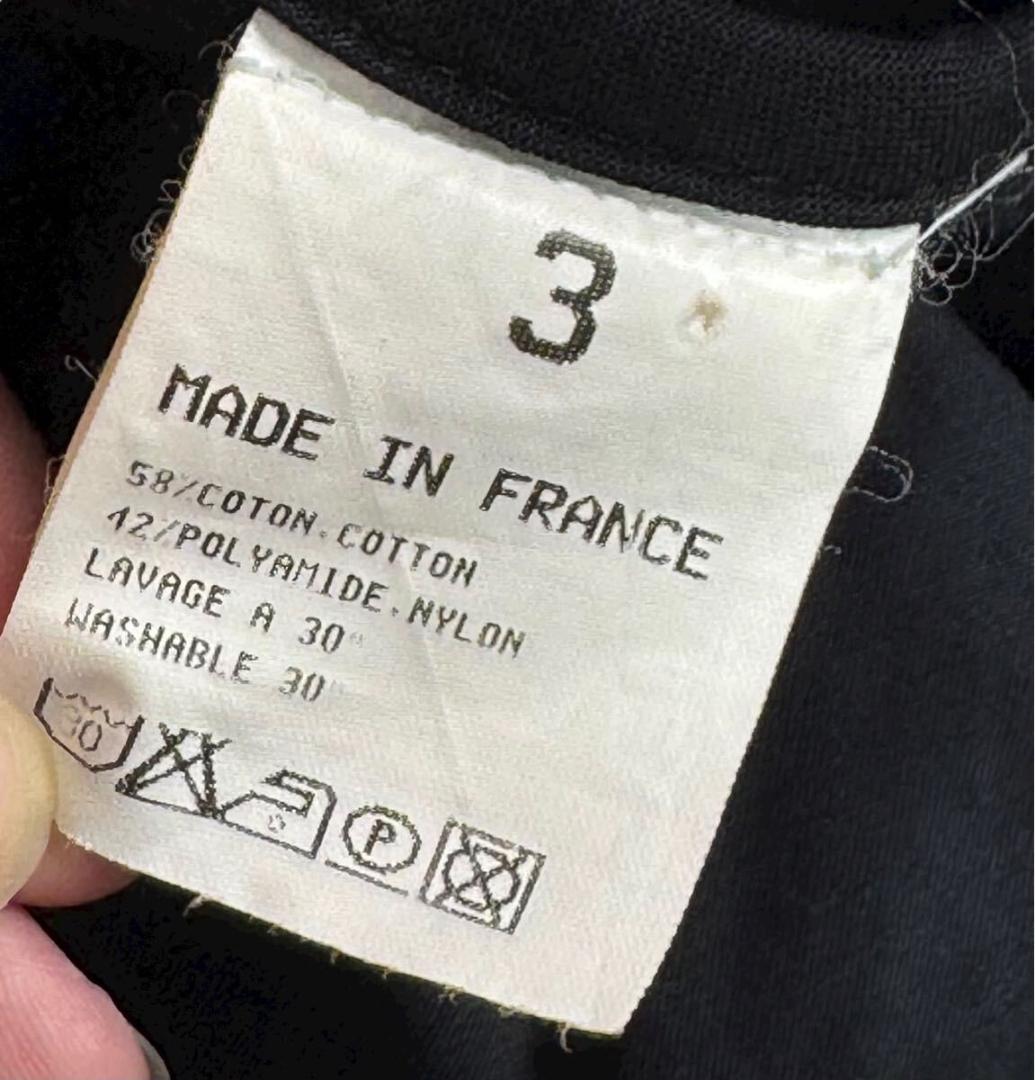 3
MADE IN FRANCE
58%COTON.COTTON
42%POLYAMIDE.NYLON
LAVAGE A 30°
WASHABLE 30°
30 P